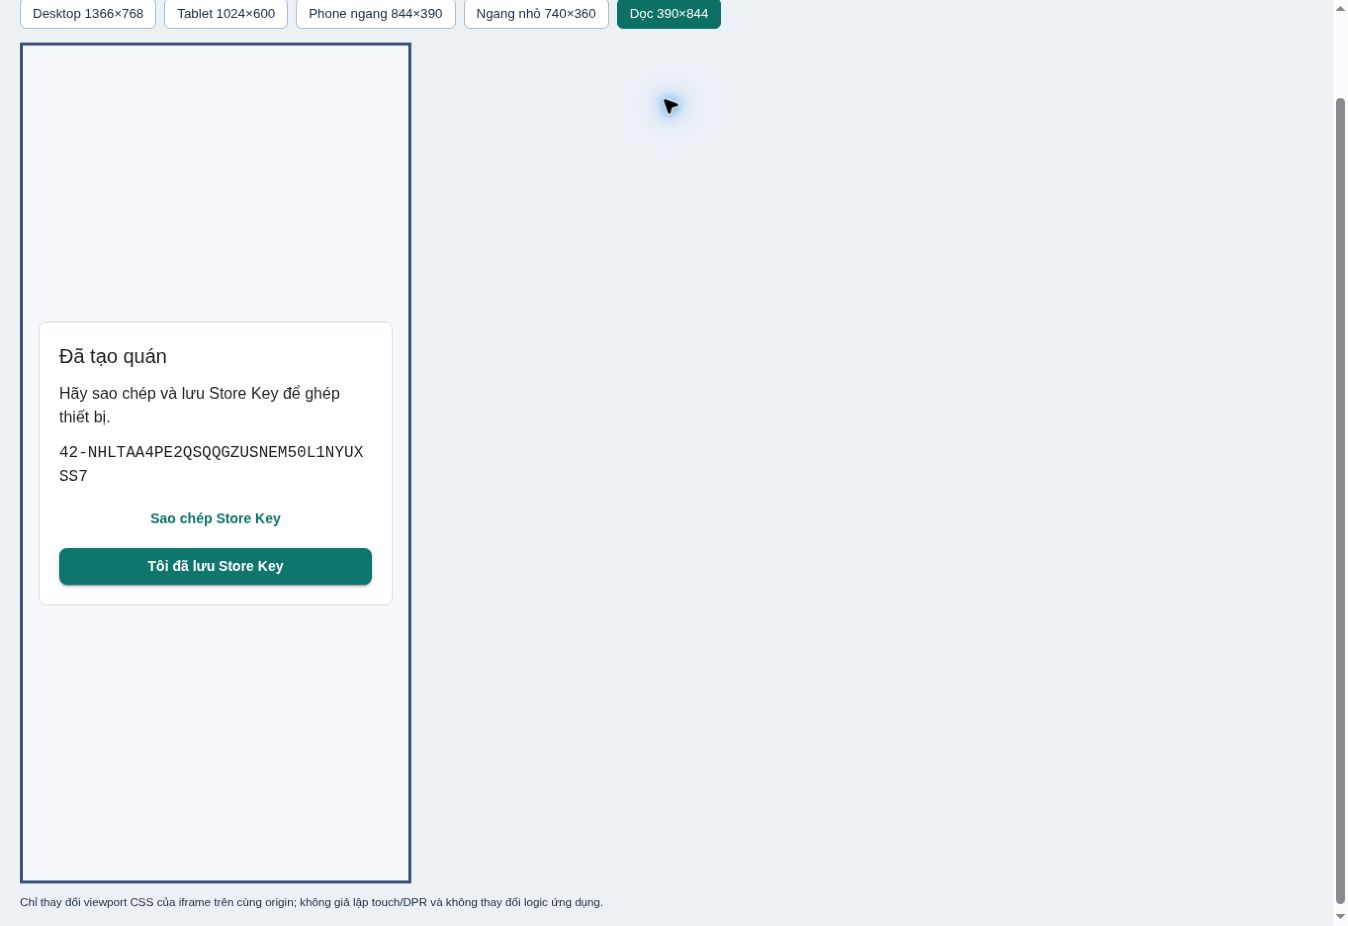 Desktop 1366×768 Tablet 1024×600 Phone ngang 844×390 Ngang nhỏ 740×360 Dọc 390×844
Đã tạo quán
Hãy sao chép và lưu Store Key để ghép
thiết bị.
42-NHLTAA4PE2QSQQGZUSNEM50L1NYUX
SS7
Sao chép Store Key
Tôi đã lưu Store Key
Chỉ thay đổi viewport CSS của iframe trên cùng origin; không giả lập touch/DPR và không thay đổi logic ứng dụng.